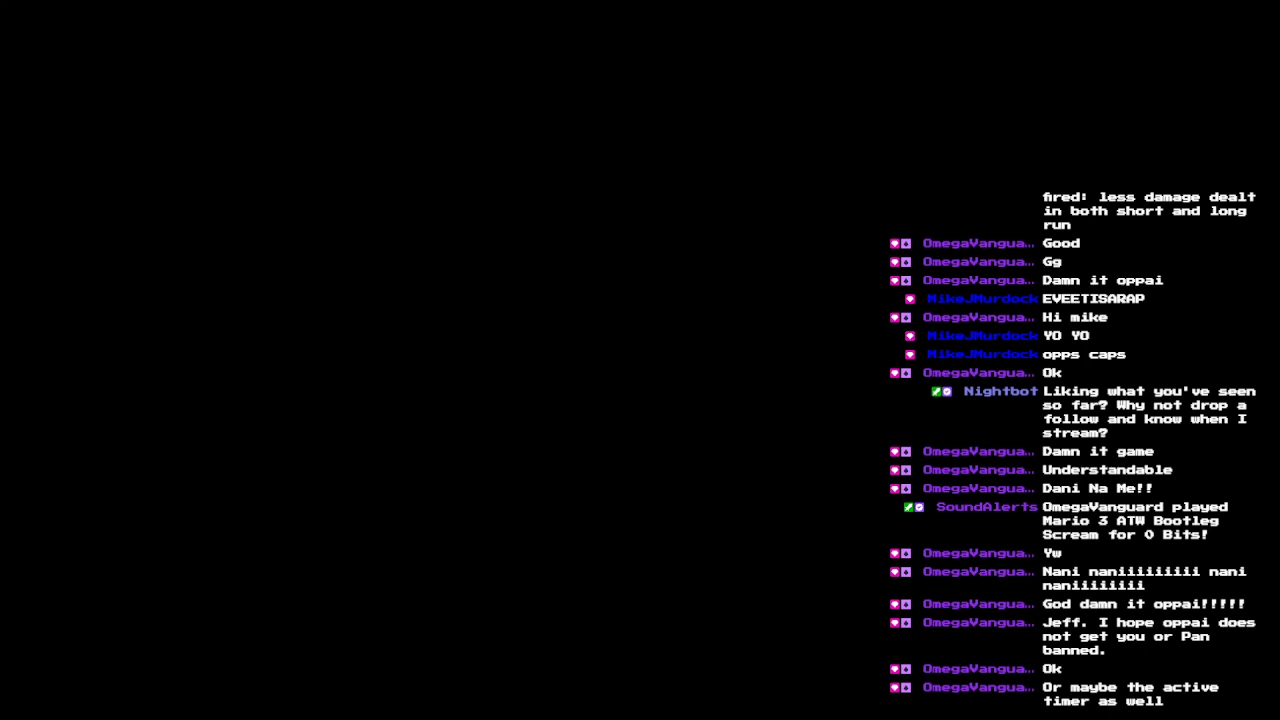 fired: less damage dealt
in both short and long
run
OmegaVangua... Good
OmegaVangua... Gg
OmegaVangua... Damn it oppai
MikeJMurdock EVEETISARAP
OmegaVangua... Hi mike
MikeJMurdock YO YO
MikeJMurdock opps caps
OmegaVangua... Ok
Nightbot Liking what you've seen
so far? Why not drop a
follow and know when I
stream?
OmegaVangua... Damn it game
OmegaVangua... Understandable
OmegaVangua... Dani Na Me!!
SoundAlerts OmegaVanguard played
Mario 3 ATW Bootleg
Scream for 0 Bits!
OmegaVangua... Yw
OmegaVangua... Nani naniiiiiiiii nani
naniiiiiiii
OmegaVangua... God damn it oppai!!!!!
OmegaVangua... Jeff. I hope oppai does
not get you or Pan
banned.
OmegaVangua... Ok
OmegaVangua... Or maybe the active
timer as well